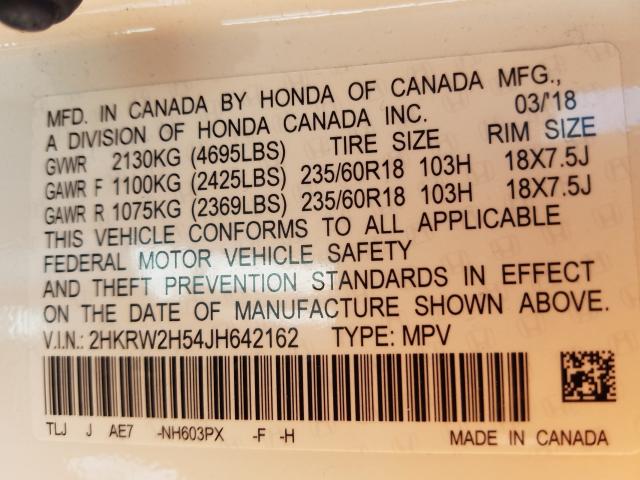 MFD. IN CANADA BY HONDA OF CANADA MFG.,
A DIVISION OF HONDA CANADA INC. 03/'18
GVWR 2130KG (4695LBS) TIRE SIZE RIM SIZE
GAWR F 1100KG (2425LBS) 235/60R18 103H 18X7.5J
GAWR R 1075KG (2369LBS) 235/60R18 103H 18X7.5J
THIS VEHICLE CONFORMS TO ALL APPLICABLE
FEDERAL MOTOR VEHICLE SAFETY
AND THEFT PREVENTION STANDARDS IN EFFECT
ON THE DATE OF MANUFACTURE SHOWN ABOVE.
V.I.N.: 2HKRW2H54JH642162 TYPE: MPV
TLJ J AE7 -NH603PX -F -H MADE IN CANADA